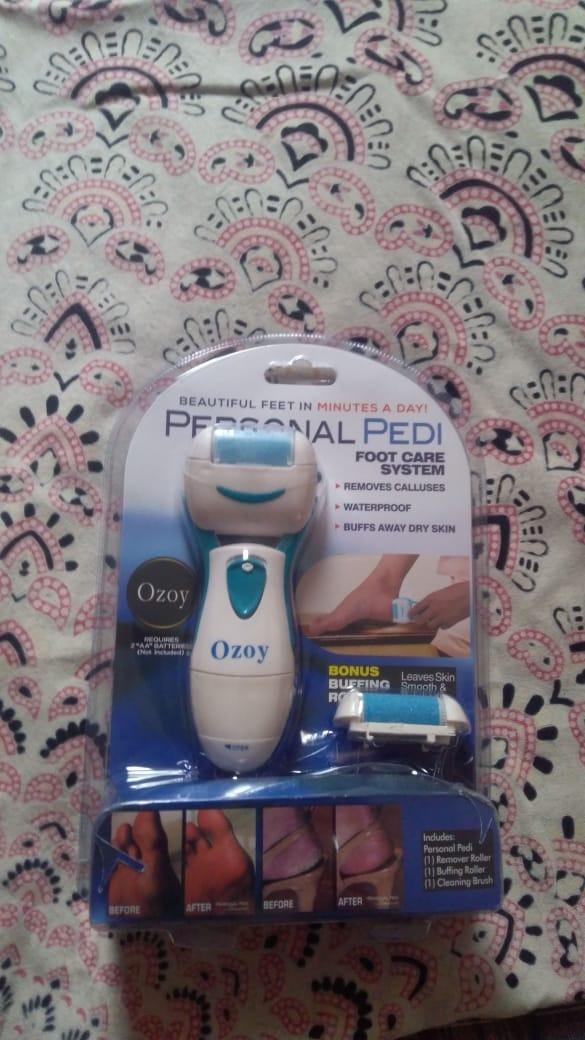 BEAUTIFUL FEET IN MINUTES A DAY!
PERSONAL PEDI
FOOT CARE
SYSTEM
REMOVES CALLUSES
WATERPROOF
BUFFS AWAY DRY SKIN
Ozoy
REQUIRES
2 "AA" BATTERIES
(Not Included)
Ozoy
OPEN
BONUS
BUFFING
Leaves Skin
Smooth &
BEFORE
AFTER
BEFORE
AFTER
Includes:
Personal Pedi
(1) Remover Roller
(1) Buffing Roller
(1) Cleaning Brush